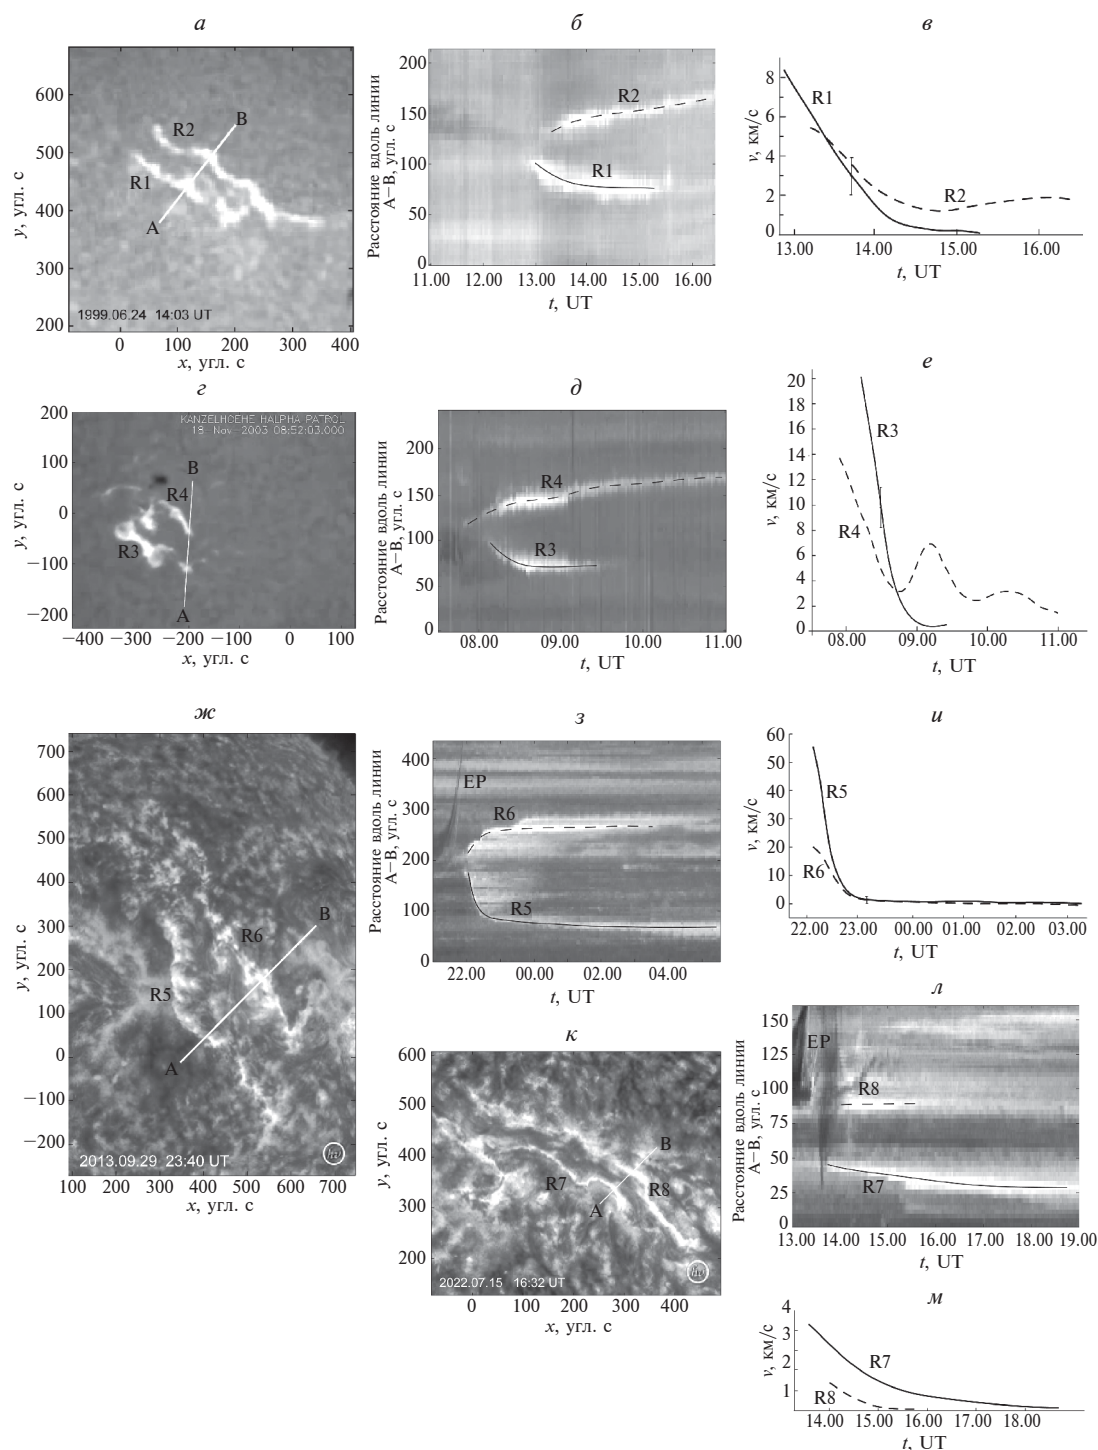 а
600
500
400
300
200
y, угл. с
R2
B
R1
A
1999.06.24 14:03 UT
0 100 200 300 400
x, угл. с
б
200
150
100
50
0
Расстояние вдоль линии
A−B, угл. с
R2
R1
11.00 12.00 13.00 14.00 15.00 16.00
t, UT
в
8
6
4
2
0
v, км/с
R1
R2
13.00 14.00 15.00 16.00
t, UT
г
200
100
0
−100
−200
y, угл. с
KANZELHOEHE HALPHA PATROL
18 Nov 2003 08:52:03.000
B
R4
R3
A
−400 −300 −200 −100 0 100
x, угл. с
д
200
150
100
50
0
Расстояние вдоль линии
A−B, угл. с
R4
R3
08.00 09.00 10.00 11.00
t, UT
е
20
18
16
14
12
10
8
6
4
2
0
v, км/с
R3
R4
08.00 09.00 10.00 11.00
t, UT
ж
700
600
500
400
300
200
100
0
−100
−200
y, угл. с
B
R6
R5
A
2013.09.29 23:40 UT
hv
100 200 300 400 500 600 700
x, угл. с
з
400
300
200
100
0
Расстояние вдоль линии
A−B, угл. с
EP
R6
R5
22.00 00.00 02.00 04.00
t, UT
и
60
50
40
30
20
10
0
v, км/с
R5
R6
22.00 23.00 00.00 01.00 02.00 03.00
t, UT
к
600
500
400
300
200
y, угл. с
B
R7
R8
A
2022.07.15 16:32 UT
hv
0 100 200 300 400
x, угл. с
л
150
125
100
75
50
25
0
Расстояние вдоль линии
A−B, угл. с
EP
R8
R7
13.00 14.00 15.00 16.00 17.00 18.00 19.00
t, UT
м
4
3
2
1
v, км/с
R7
R8
14.00 15.00 16.00 17.00 18.00
t, UT